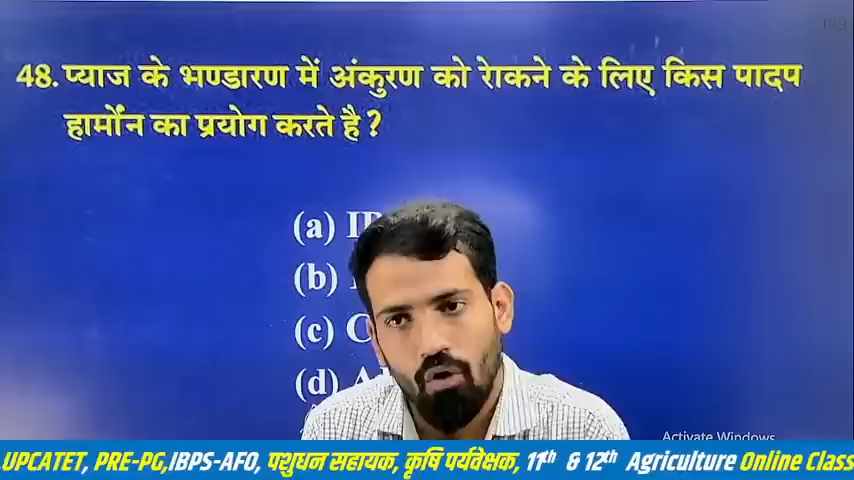 48. प्याज के भण्डारण में अंकुरण को रोकने के लिए किस पादप
हार्मोन का प्रयोग करते है ?
(a)
(b)
(c)
(d)
Activate Windows
UPCATET, PRE-PG,IBPS-AFO, पशुधन सहायक, कृषि पर्यवेक्षक, 11th & 12th Agriculture Online Class